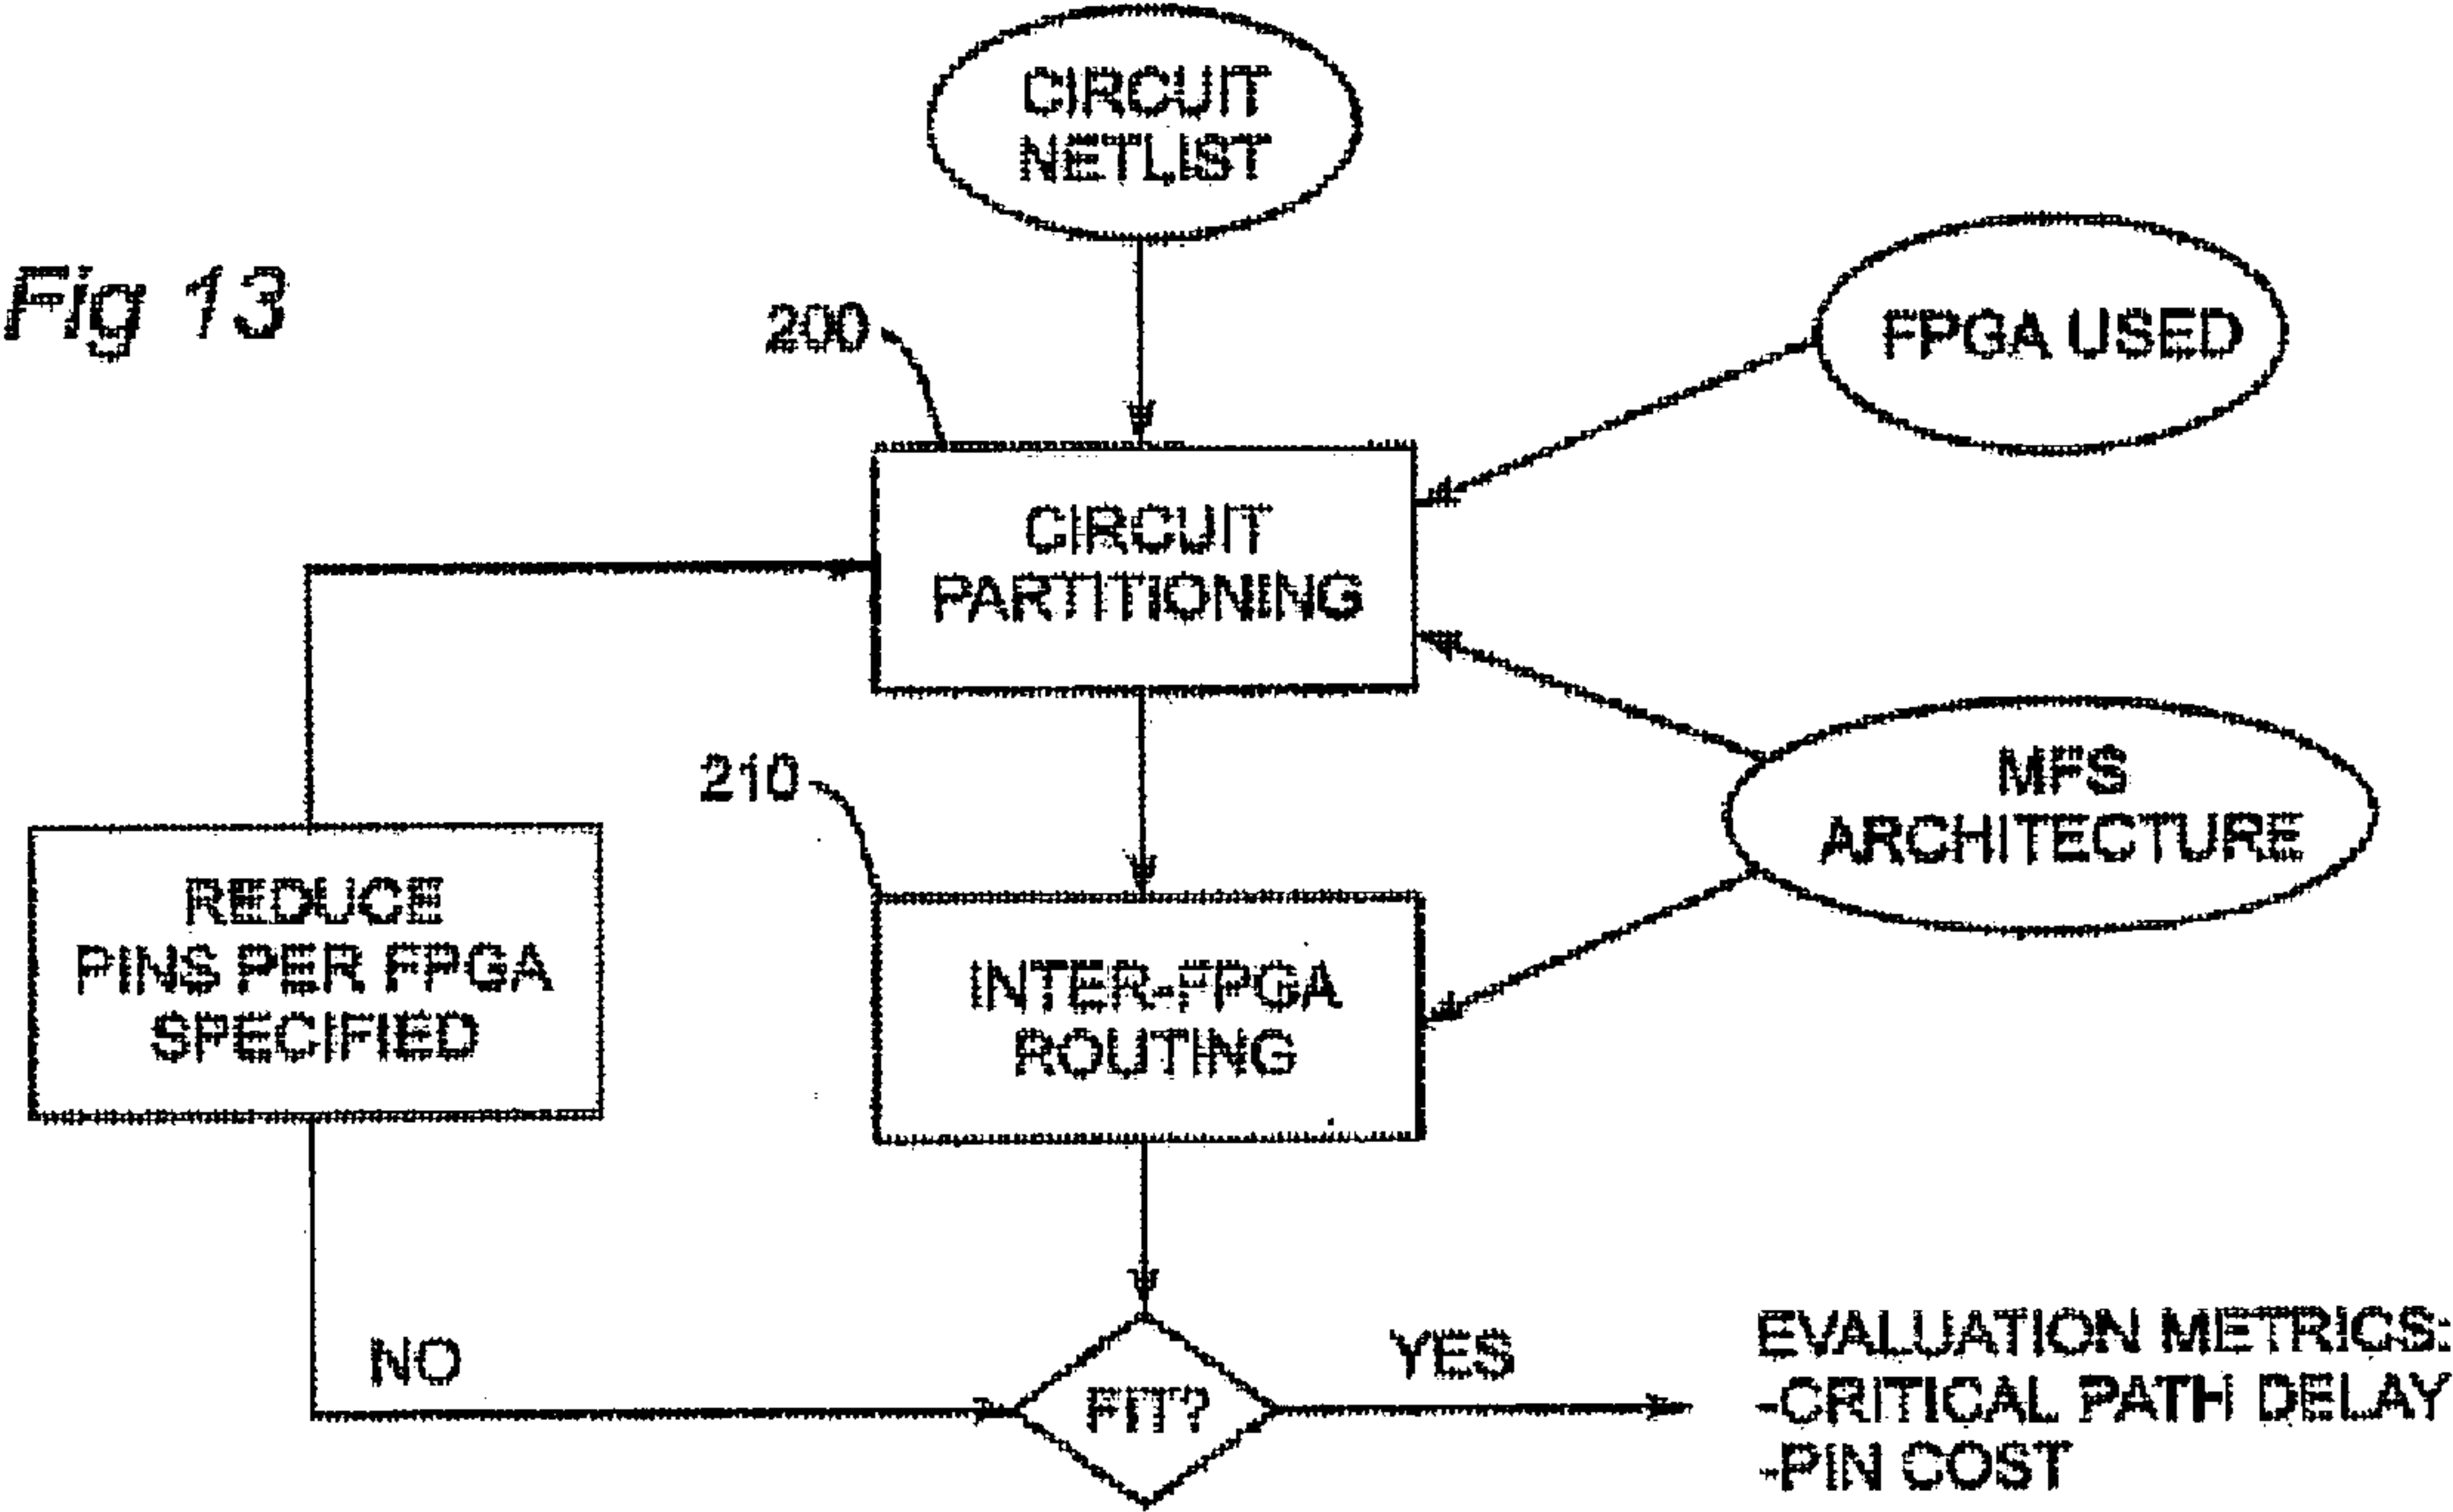 CIRCUIT
NETLIST
Fig 13
200
FPGA USED
CIRCUIT
PARTITIONING
210
MFS
ARCHITECTURE
REDUCE
PINS PER FPGA
SPECIFIED
INTER-FPGA
ROUTING
NO
FIT?
YES
EVALUATION METRICS:
-CRITICAL PATH DELAY
-PIN COST